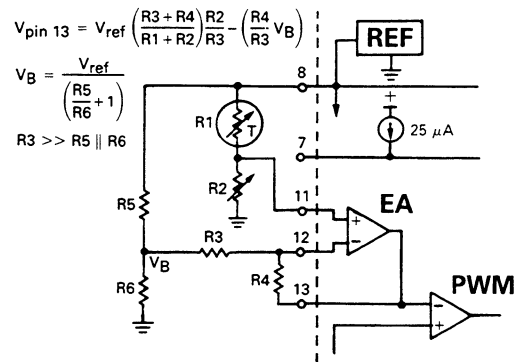 V_pin 13 = V_ref ( (R3 + R4) / (R1 + R2) ) R2/R3 − ( R4/R3 V_B )
V_B = V_ref / ( R5/R6 + 1 )
R3 >> R5 || R6
REF
8
+
25 μA
R1
T
7
R2
11
+
EA
R5
12
−
R3
V_B
R4
R6
13
PWM
−
+